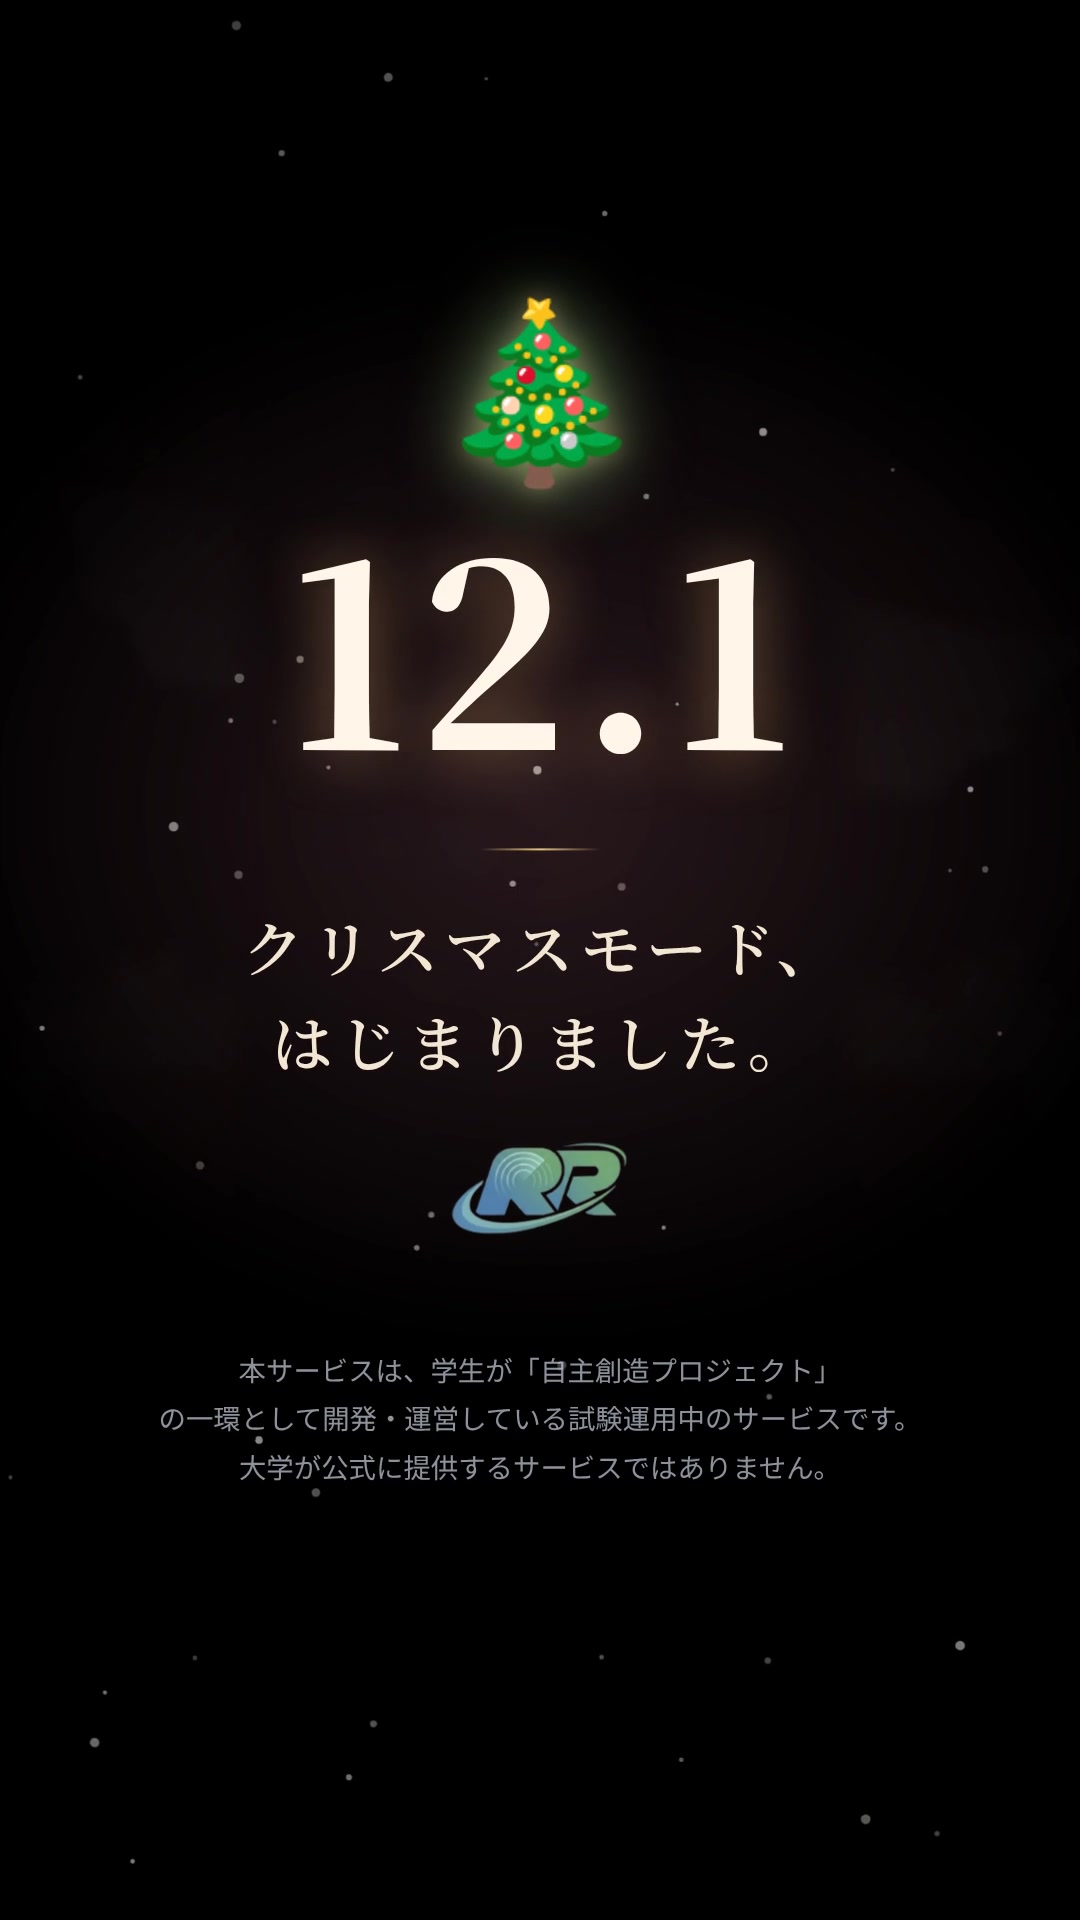 12.1
クリスマスモード、
はじまりました。
RR
本サービスは、学生が「自主創造プロジェクト」
の一環として開発・運営している試験運用中のサービスです。
大学が公式に提供するサービスではありません。